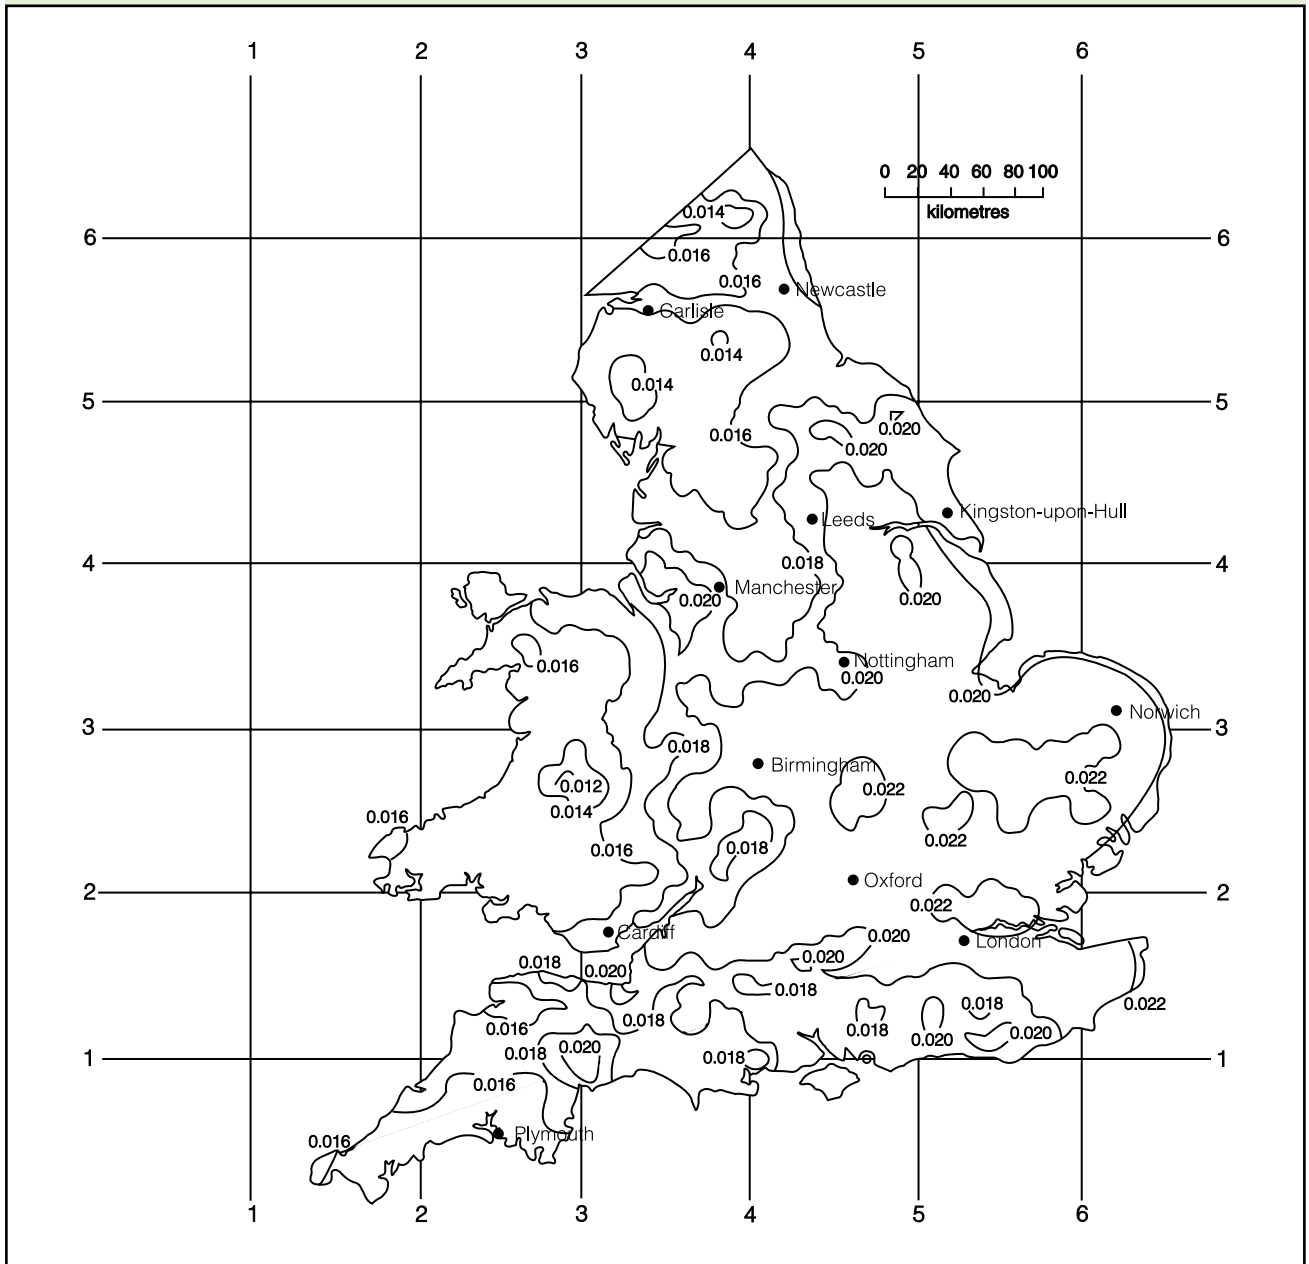 1 2 3 4 5 6
0 20 40 60 80 100
kilometres
0.014
6 6
0.016
0.016
Newcastle
Carlisle
0.014
0.014
5 5
0.020
0.016
0.020
Kingston-upon-Hull
Leeds
4 0.018 4
Manchester
0.020 0.020
Nottingham
0.016
0.020
0.020
Norwich
3 3
0.018
Birmingham
0.022
0.012
0.022
0.014
0.016
0.022
0.016 0.018
Oxford
2 2
0.022
Cardiff 0.020 London
0.020
0.018 0.020
0.018
0.022
0.018
0.018
0.016 0.018 0.020 0.020
0.020
0.018 0.018
1 1
0.016
Plymouth
0.016
1 2 3 4 5 6